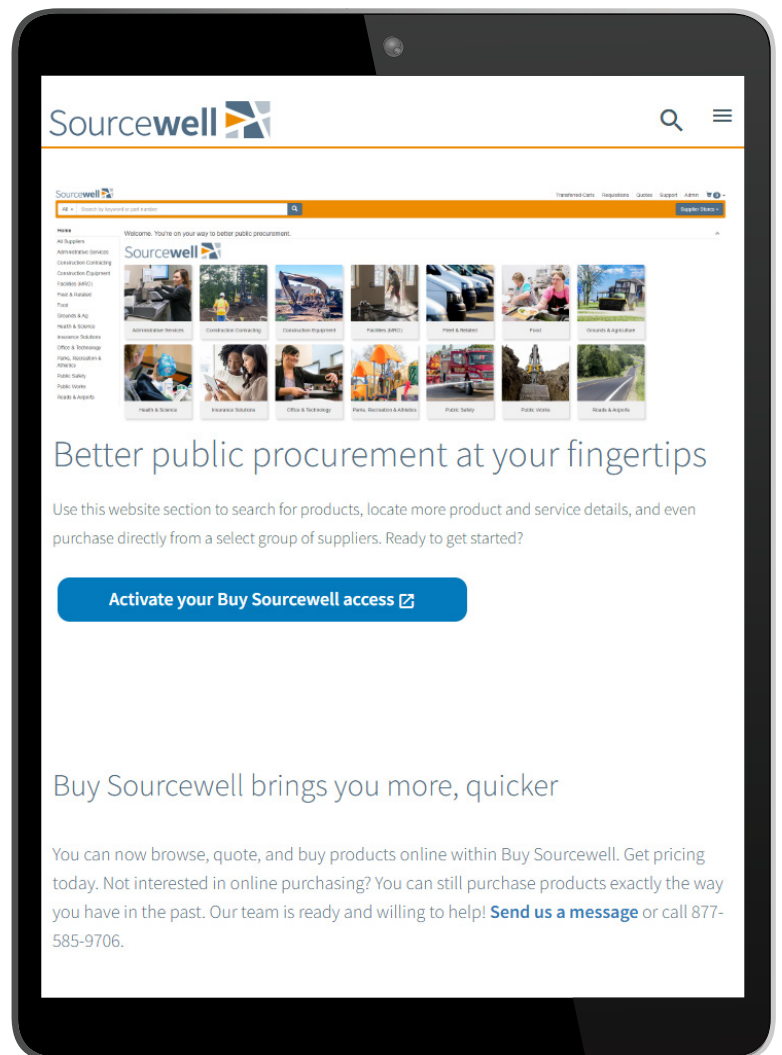 Sourcewell
Sourcewell
Transferred Carts Requisitions Quotes Support Admin 0
All Search by keyword or part number
Supplier Stores
Home
All Suppliers
Administrative Services
Construction Contracting
Construction Equipment
Facilities (MRO)
Fleet & Related
Food
Grounds & Ag
Health & Science
Insurance Solutions
Office & Technology
Parks, Recreation &
Athletics
Public Safety
Public Works
Roads & Airports
Welcome. You're on your way to better public procurement.
Sourcewell
Administrative Services
Construction Contracting
Construction Equipment
Facilities (MRO)
Fleet & Related
Food
Grounds & Agriculture
Health & Science
Insurance Solutions
Office & Technology
Parks, Recreation & Athletics
Public Safety
Public Works
Roads & Airports
Better public procurement at your fingertips
Use this website section to search for products, locate more product and service details, and even
purchase directly from a select group of suppliers. Ready to get started?
Activate your Buy Sourcewell access
Buy Sourcewell brings you more, quicker
You can now browse, quote, and buy products online within Buy Sourcewell. Get pricing
today. Not interested in online purchasing? You can still purchase products exactly the way
you have in the past. Our team is ready and willing to help! Send us a message or call 877-
585-9706.